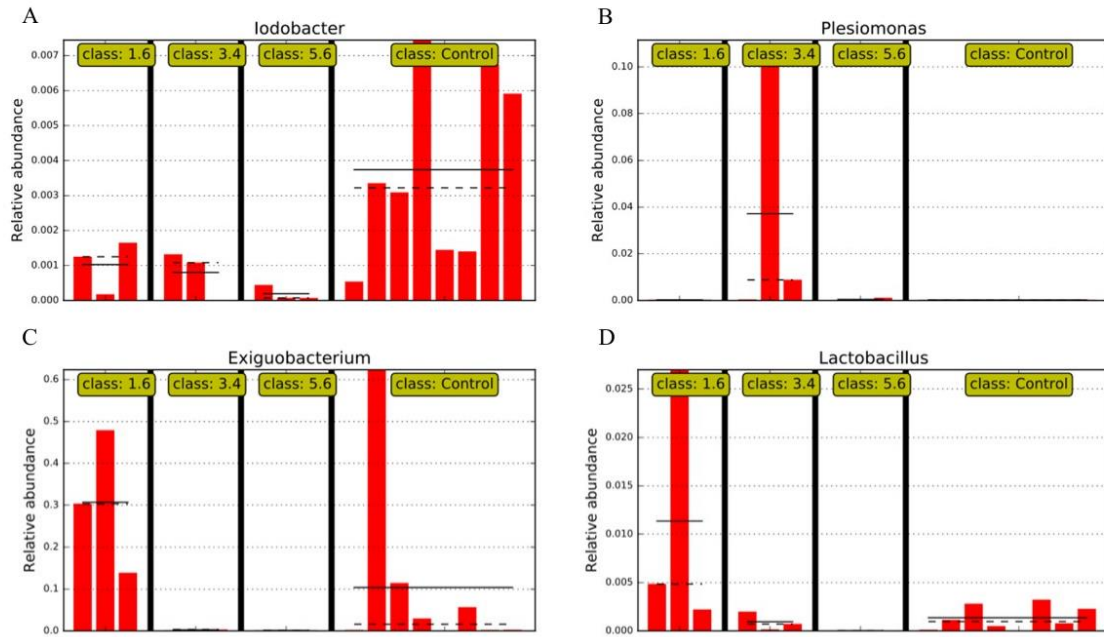 A
Iodobacter
class: 1.6 class: 3.4 class: 5.6 class: Control
0.007
0.006
0.005
0.004
0.003
0.002
0.001
0.000
Relative abundance
B
Plesiomonas
class: 1.6 class: 3.4 class: 5.6 class: Control
0.10
0.08
0.06
0.04
0.02
0.00
Relative abundance
C
Exiguobacterium
class: 1.6 class: 3.4 class: 5.6 class: Control
0.6
0.5
0.4
0.3
0.2
0.1
0.0
Relative abundance
D
Lactobacillus
class: 1.6 class: 3.4 class: 5.6 class: Control
0.025
0.020
0.015
0.010
0.005
0.000
Relative abundance